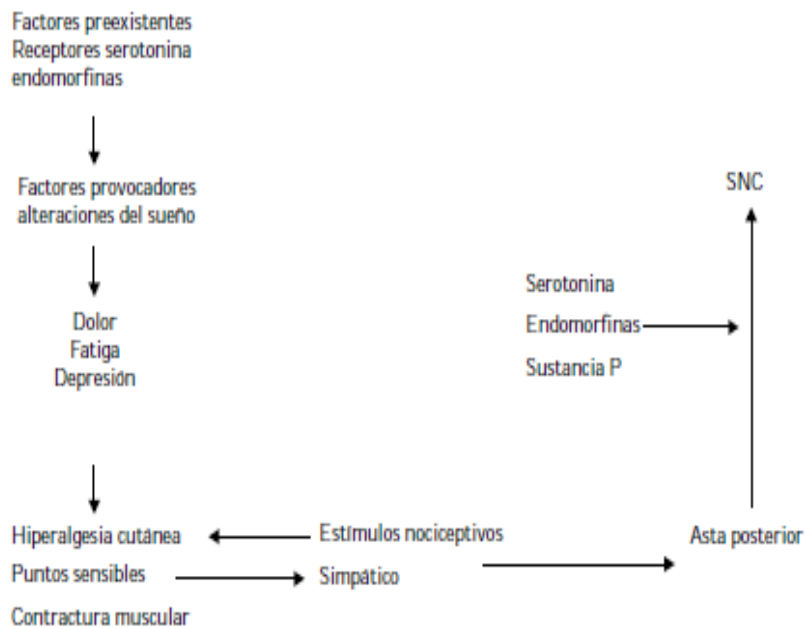 Factores preexistentes
Receptores serotonina
endomorfinas
Factores provocadores
alteraciones del sueño
SNC
Serotonina
Endomorfinas
Sustancia P
Dolor
Fatiga
Depresión
Hiperalgesia cutánea
Estímulos nociceptivos
Asta posterior
Puntos sensibles
Simpático
Contractura muscular